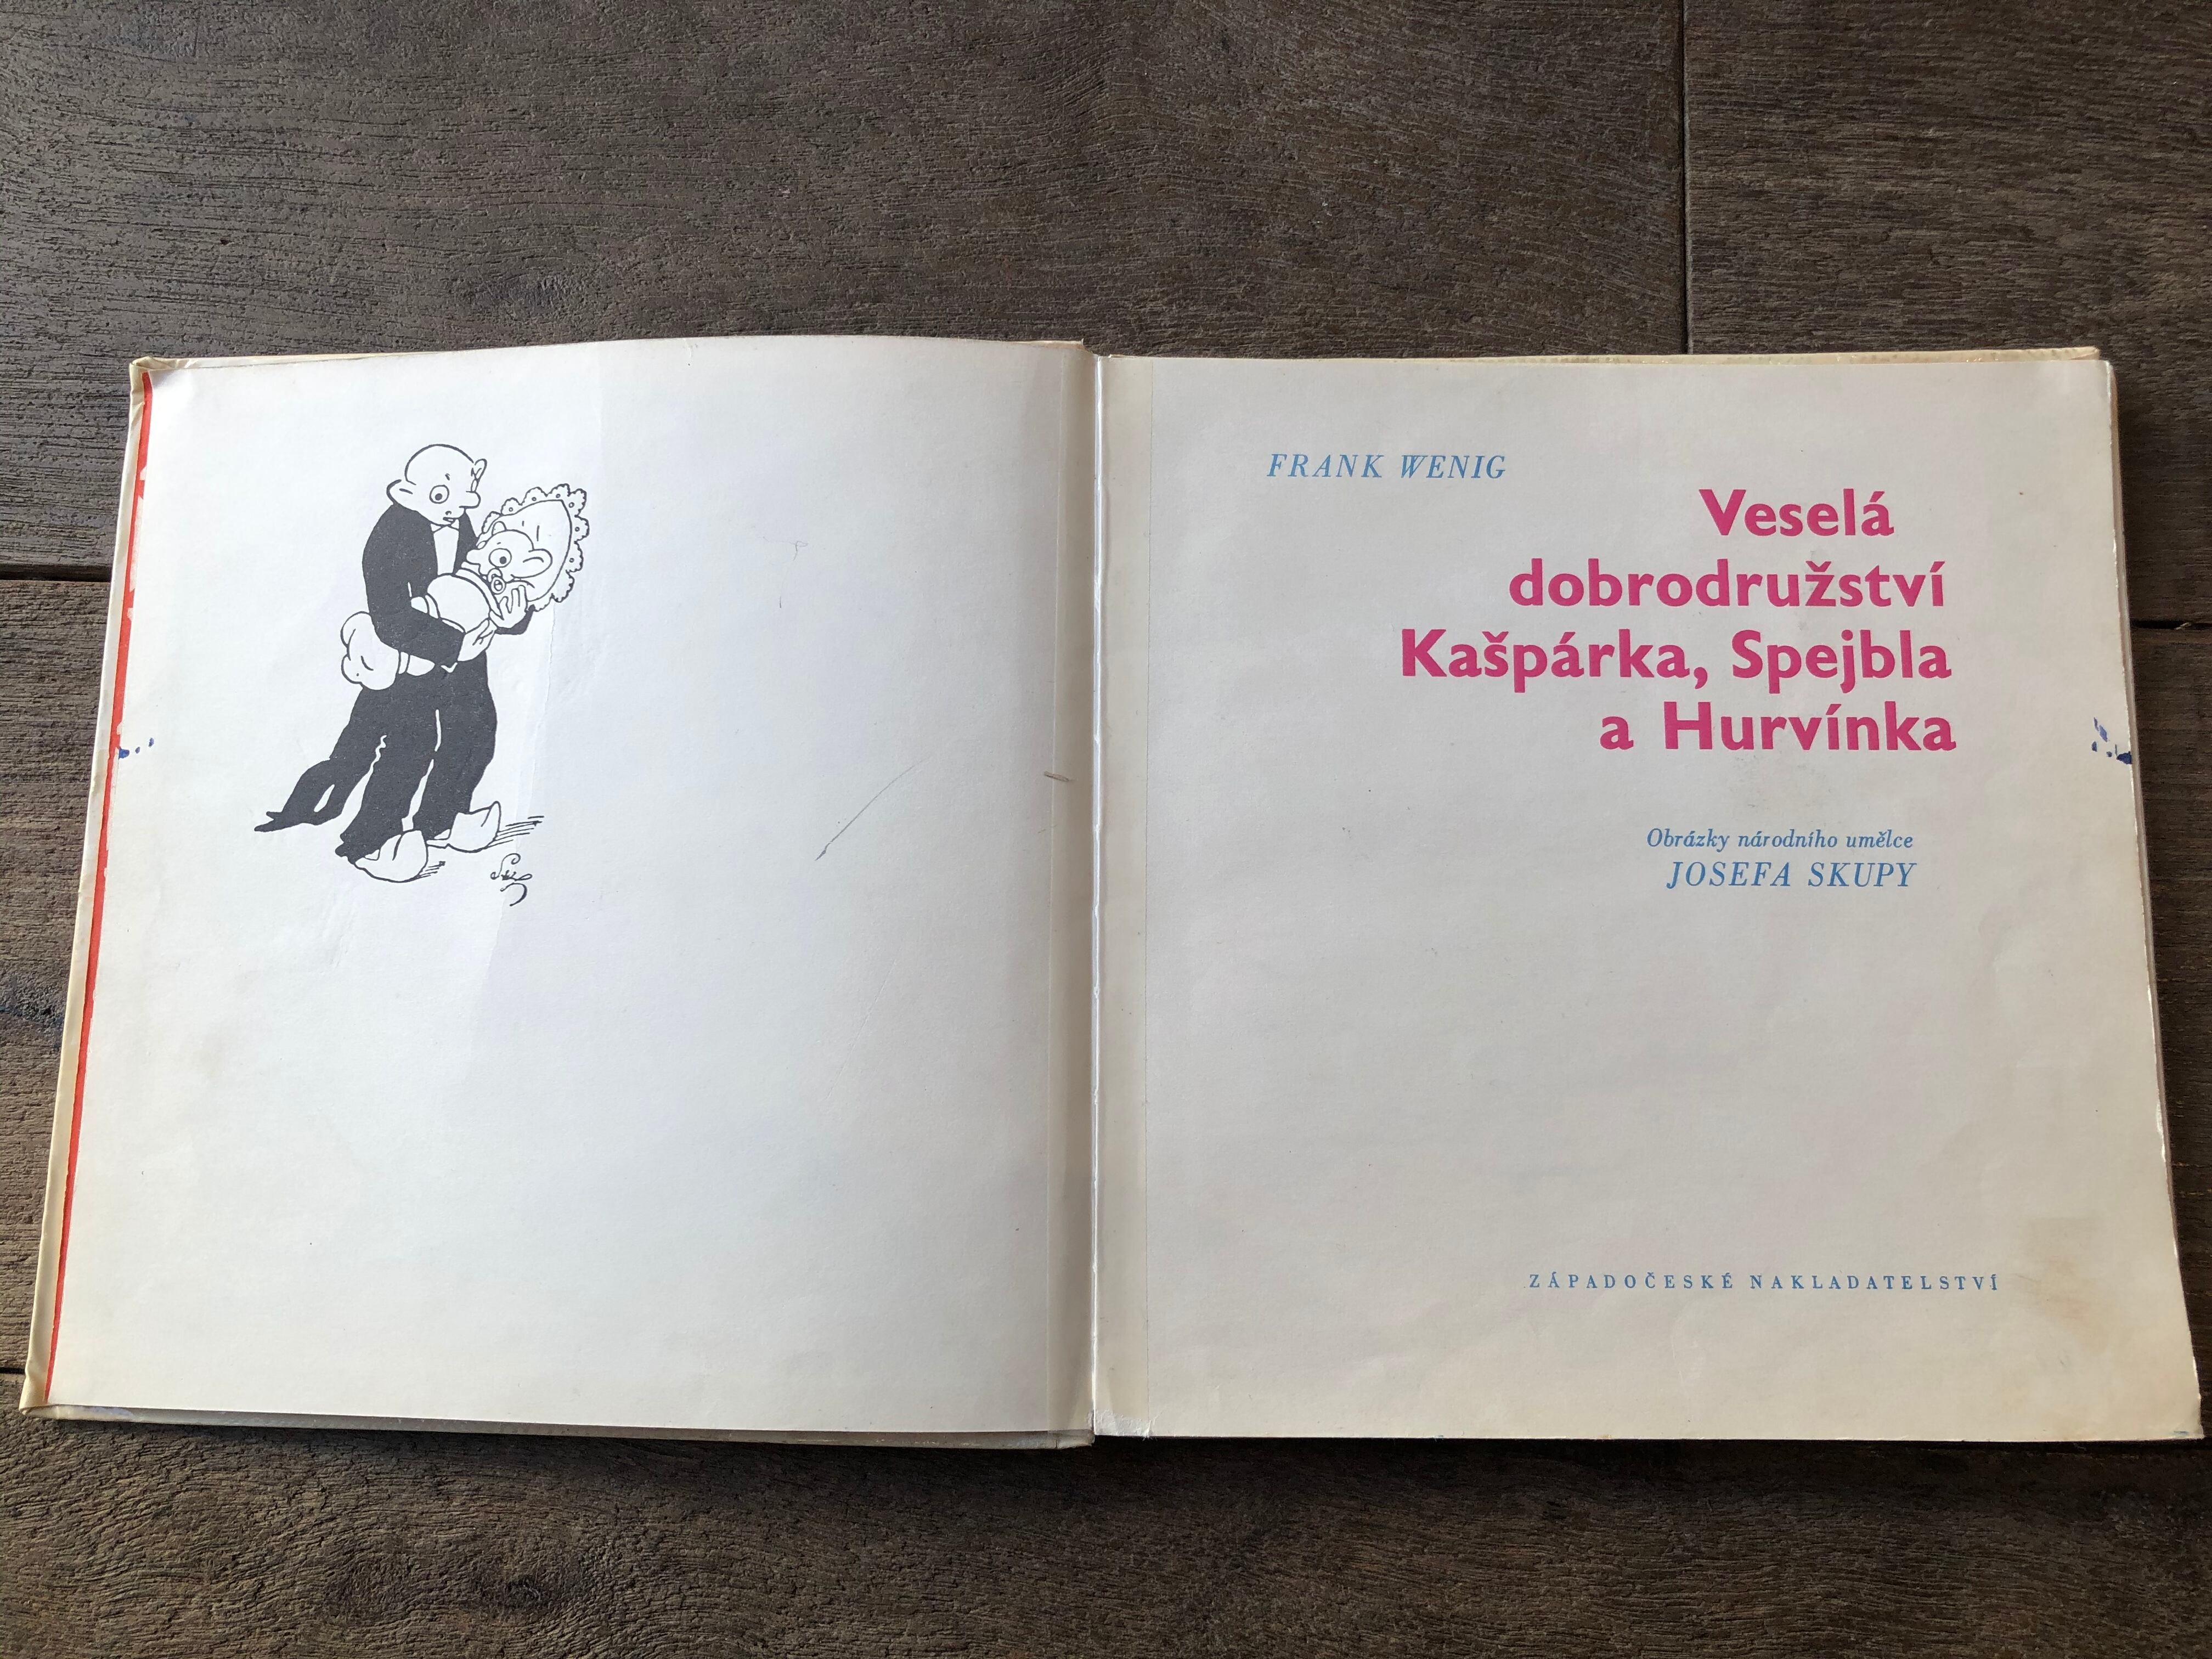 FRANK WENIG
Veselá
dobrodružství
Kašpárka, Spejbla
a Hurvínka
Obrázky národního umělce
JOSEFA SKUPY
ZÁPADOČESKÉ NAKLADATELSTVÍ